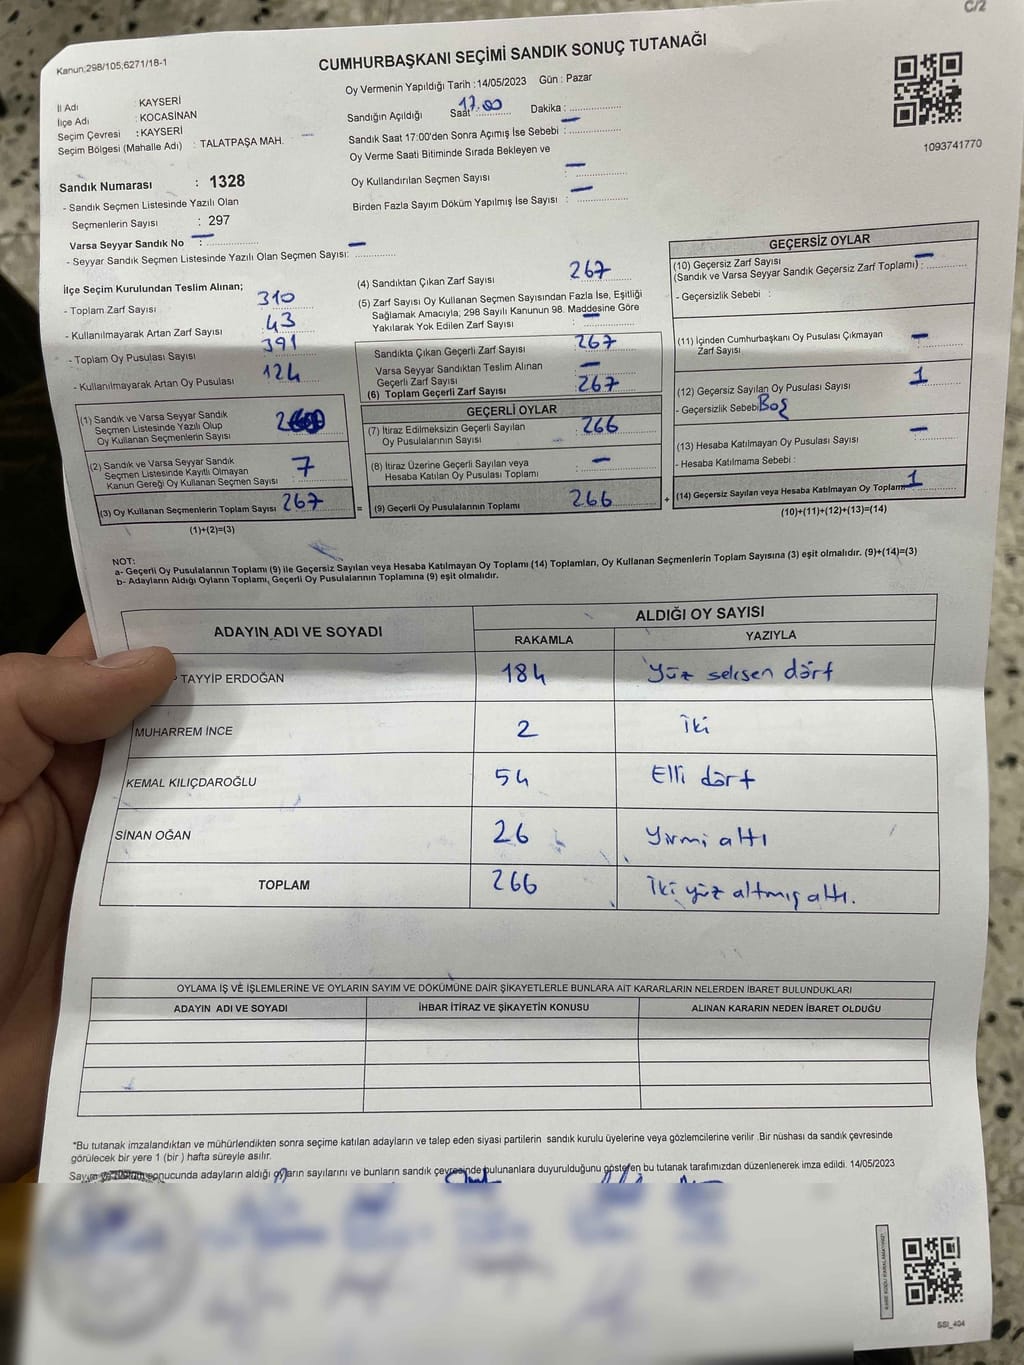 C/2
Kanun;298/105;6271/18-1
CUMHURBAŞKANI SEÇİMİ SANDIK SONUÇ TUTANAĞI
İl Adı : KAYSERİ
İlçe Adı : KOCASİNAN
Seçim Çevresi : KAYSERİ
Seçim Bölgesi (Mahalle Adı) : TALATPAŞA MAH. —
Sandık Numarası : 1328
- Sandık Seçmen Listesinde Yazılı Olan
Seçmenlerin Sayısı : 297
Varsa Seyyar Sandık No : —
- Seyyar Sandık Seçmen Listesinde Yazılı Olan Seçmen Sayısı: —
Oy Vermenin Yapıldığı Tarih :14/05/2023 Gün : Pazar
Sandığın Açıldığı Saat 17.00 Dakika : —
Sandık Saat 17:00'den Sonra Açımış İse Sebebi : —
Oy Verme Saati Bitiminde Sırada Bekleyen ve
Oy Kullandırılan Seçmen Sayısı : —
Birden Fazla Sayım Döküm Yapılmış İse Sayısı : —
1093741770
İlçe Seçim Kurulundan Teslim Alınan;
- Toplam Zarf Sayısı : 310
- Kullanılmayarak Artan Zarf Sayısı : 43
- Toplam Oy Pusulası Sayısı : 391
- Kullanılmayarak Artan Oy Pusulası : 124
(1) Sandık ve Varsa Seyyar Sandık
Seçmen Listesinde Yazılı Olup
Oy Kullanan Seçmenlerin Sayısı
(2) Sandık ve Varsa Seyyar Sandık
Seçmen Listesinde Kayıtlı Olmayan
Kanun Gereği Oy Kullanan Seçmen Sayısı : 7
(3) Oy Kullanan Seçmenlerin Toplam Sayısı : 267
(1)+(2)=(3)
(4) Sandıktan Çıkan Zarf Sayısı : 267
(5) Zarf Sayısı Oy Kullanan Seçmen Sayısından Fazla İse, Eşitliği
Sağlamak Amacıyla; 298 Sayılı Kanunun 98. Maddesine Göre
Yakılarak Yok Edilen Zarf Sayısı : —
Sandıkta Çıkan Geçerli Zarf Sayısı : 267
Varsa Seyyar Sandıktan Teslim Alınan
Geçerli Zarf Sayısı : —
(6) Toplam Geçerli Zarf Sayısı : 267
GEÇERLİ OYLAR
(7) İtiraz Edilmeksizin Geçerli Sayılan
Oy Pusulalarının Sayısı : 266
(8) İtiraz Üzerine Geçerli Sayılan veya
Hesaba Katılan Oy Pusulası Toplamı : —
= (9) Geçerli Oy Pusulalarının Toplamı : 266 +
GEÇERSİZ OYLAR
(10) Geçersiz Zarf Sayısı
(Sandık ve Varsa Seyyar Sandık Geçersiz Zarf Toplamı) : —
- Geçersizlik Sebebi :
(11) İçinden Cumhurbaşkanı Oy Pusulası Çıkmayan
Zarf Sayısı : —
(12) Geçersiz Sayılan Oy Pusulası Sayısı : 1
- Geçersizlik Sebebi Boş
(13) Hesaba Katılmayan Oy Pusulası Sayısı : —
- Hesaba Katılmama Sebebi :
(14) Geçersiz Sayılan veya Hesaba Katılmayan Oy Toplamı 1
(10)+(11)+(12)+(13)=(14)
NOT:
a- Geçerli Oy Pusulalarının Toplamı (9) ile Geçersiz Sayılan veya Hesaba Katılmayan Oy Toplamı (14) Toplamları, Oy Kullanan Seçmenlerin Toplam Sayısına (3) eşit olmalıdır. (9)+(14)=(3)
b- Adayların Aldığı Oyların Toplamı, Geçerli Oy Pusulalarının Toplamına (9) eşit olmalıdır.
ADAYIN ADI VE SOYADI ALDIĞI OY SAYISI
RAKAMLA YAZIYLA
TAYYİP ERDOĞAN 184 Yüz seksen dört
MUHARREM İNCE 2 İki
KEMAL KILIÇDAROĞLU 54 Elli dört
SİNAN OĞAN 26 Yirmi altı
TOPLAM 266 İki yüz altmış altı.
OYLAMA İŞ VE İŞLEMLERİNE VE OYLARIN SAYIM VE DÖKÜMÜNE DAİR ŞİKAYETLERLE BUNLARA AİT KARARLARIN NELERDEN İBARET BULUNDUKLARI
ADAYIN ADI VE SOYADI İHBAR İTİRAZ VE ŞİKAYETİN KONUSU ALINAN KARARIN NEDEN İBARET OLDUĞU
*Bu tutanak imzalandıktan ve mühürlendikten sonra seçime katılan adayların ve talep eden siyasi partilerin sandık kurulu üyelerine veya gözlemcilerine verilir .Bir nüshası da sandık çevresinde
görülecek bir yere 1 (bir ) hafta süreyle asılır.
Sayım sonucunda adayların aldığı oyların sayılarını ve bunların sandık çevresinde bulunanlara duyurulduğunu gösteren bu tutanak tarafımızdan düzenlenerek imza edildi. 14/05/2023
SSI_404